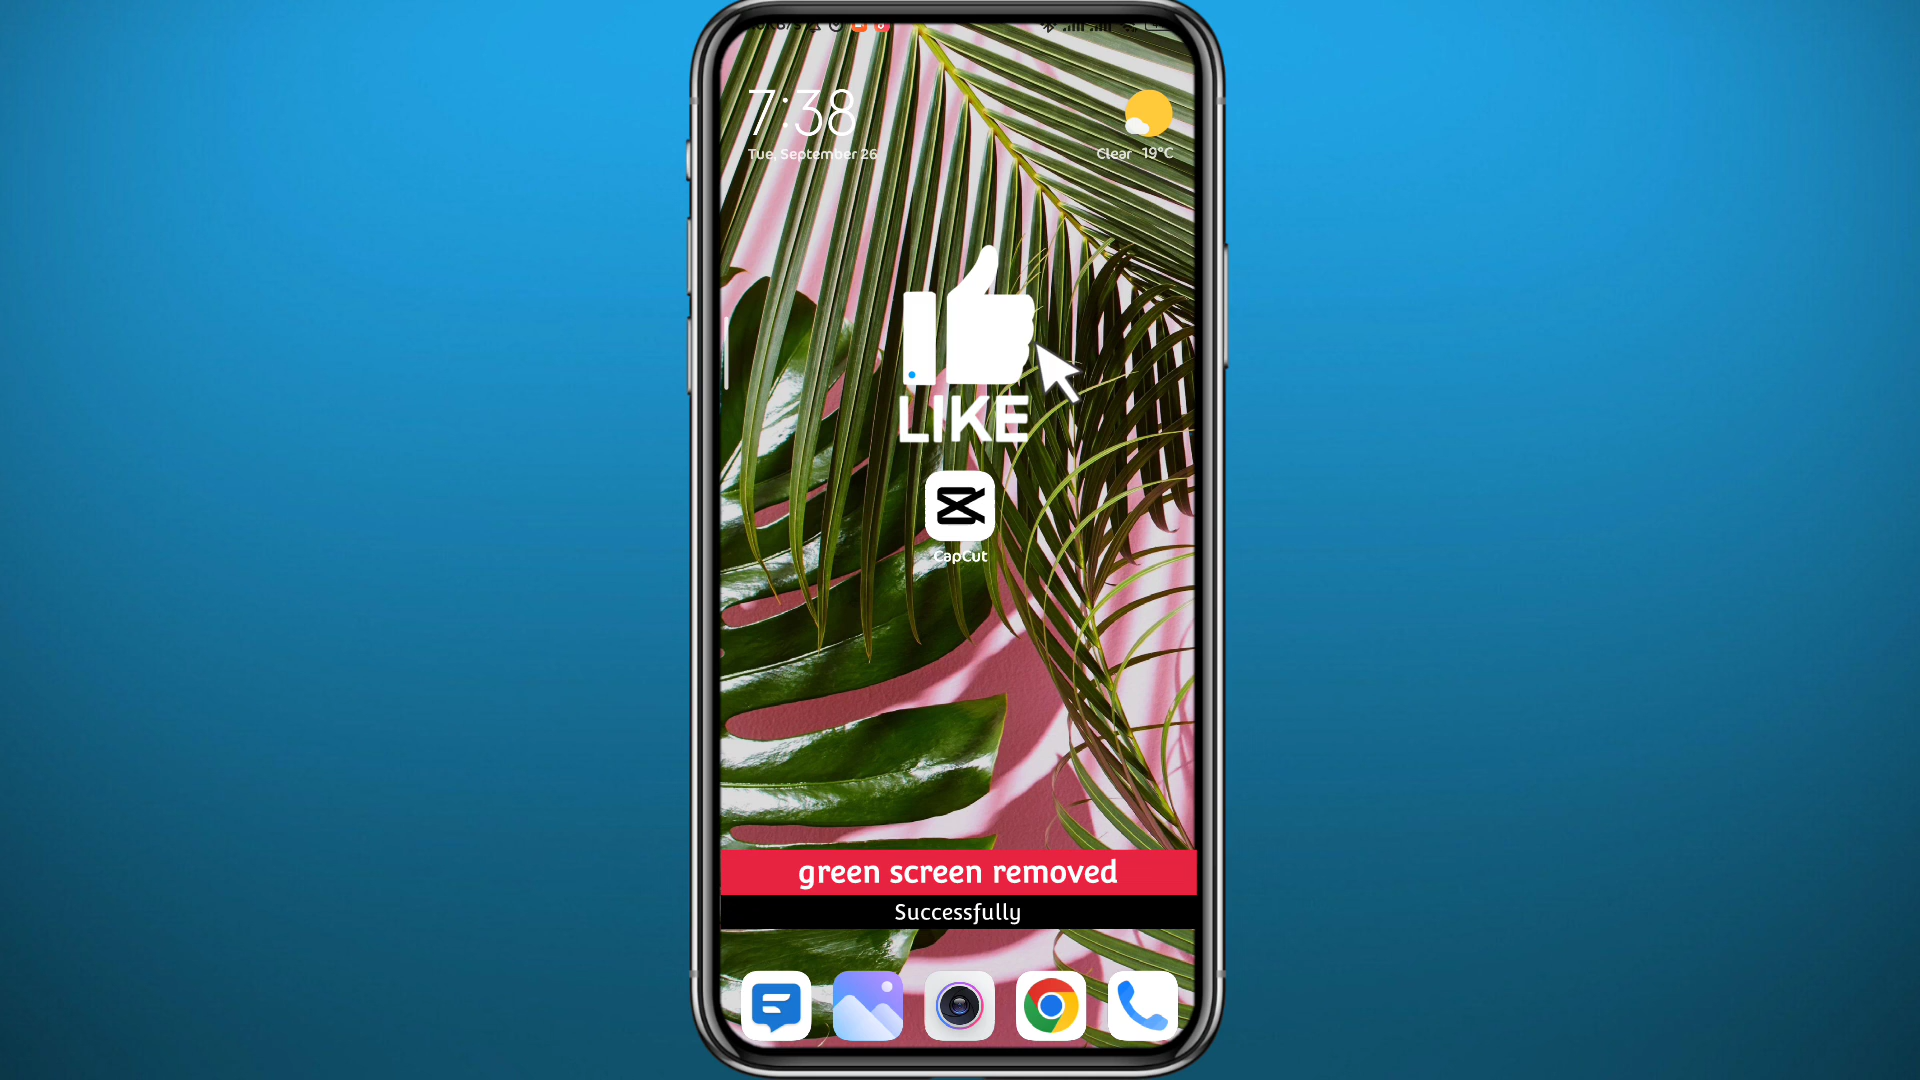 7:38
Tue, September 26
Clear 19°C
LIKE
CapCut
green screen removed
Successfully